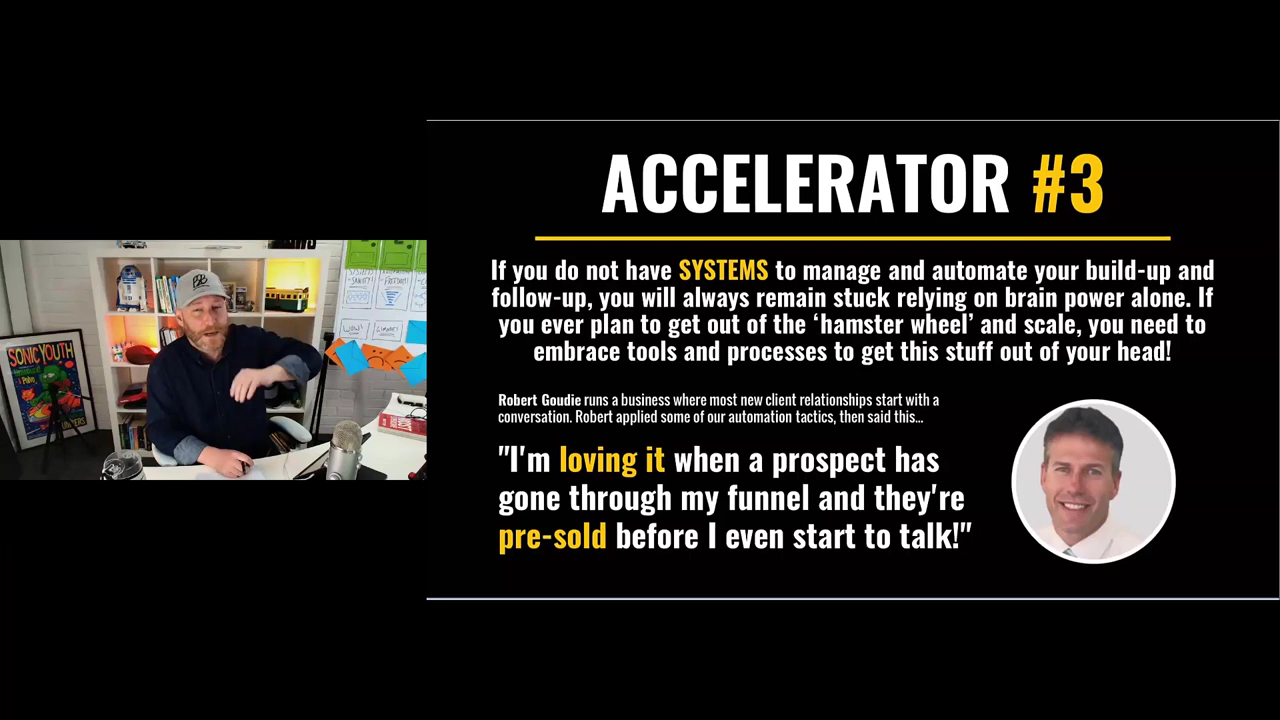 ACCELERATOR #3
If you do not have SYSTEMS to manage and automate your build-up and
follow-up, you will always remain stuck relying on brain power alone. If
you ever plan to get out of the ‘hamster wheel’ and scale, you need to
embrace tools and processes to get this stuff out of your head!
Robert Goudie runs a business where most new client relationships start with a
conversation. Robert applied some of our automation tactics, then said this...
"I'm loving it when a prospect has
gone through my funnel and they're
pre-sold before I even start to talk!"
SONIC YOUTH
WOW!